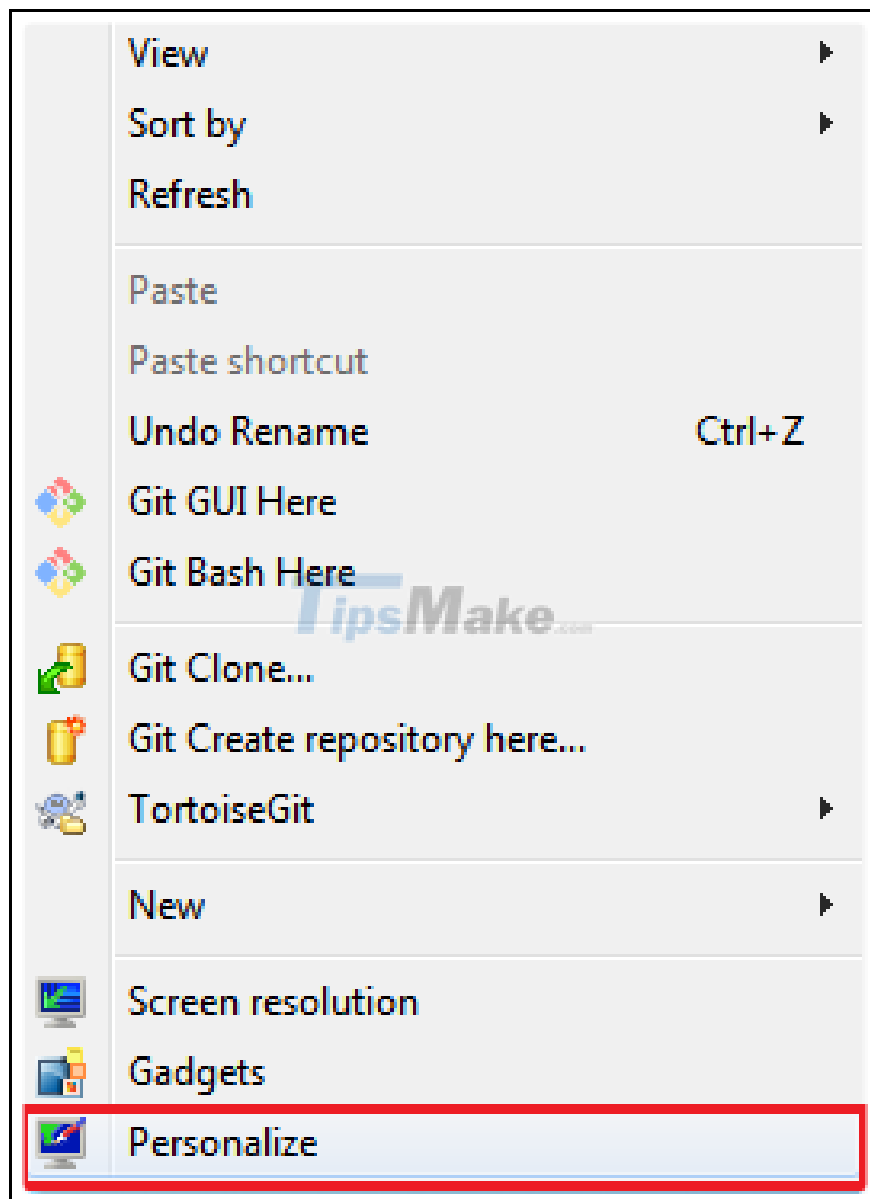 View
Sort by
Refresh
Paste
Paste shortcut
Undo Rename Ctrl+Z
Git GUI Here
Git Bash Here
TipsMake.com
Git Clone...
Git Create repository here...
TortoiseGit
New
Screen resolution
Gadgets
Personalize